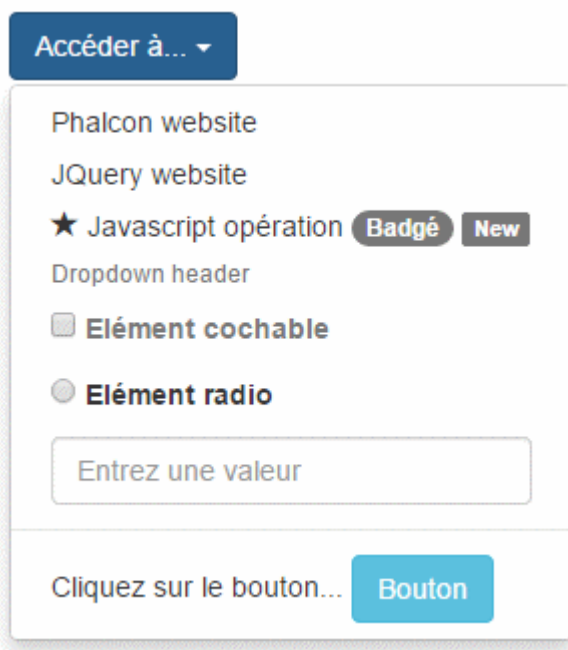 Accéder à...
Phalcon website
JQuery website
Javascript opération Badgé New
Dropdown header
Elément cochable
Elément radio
Entrez une valeur
Cliquez sur le bouton... Bouton